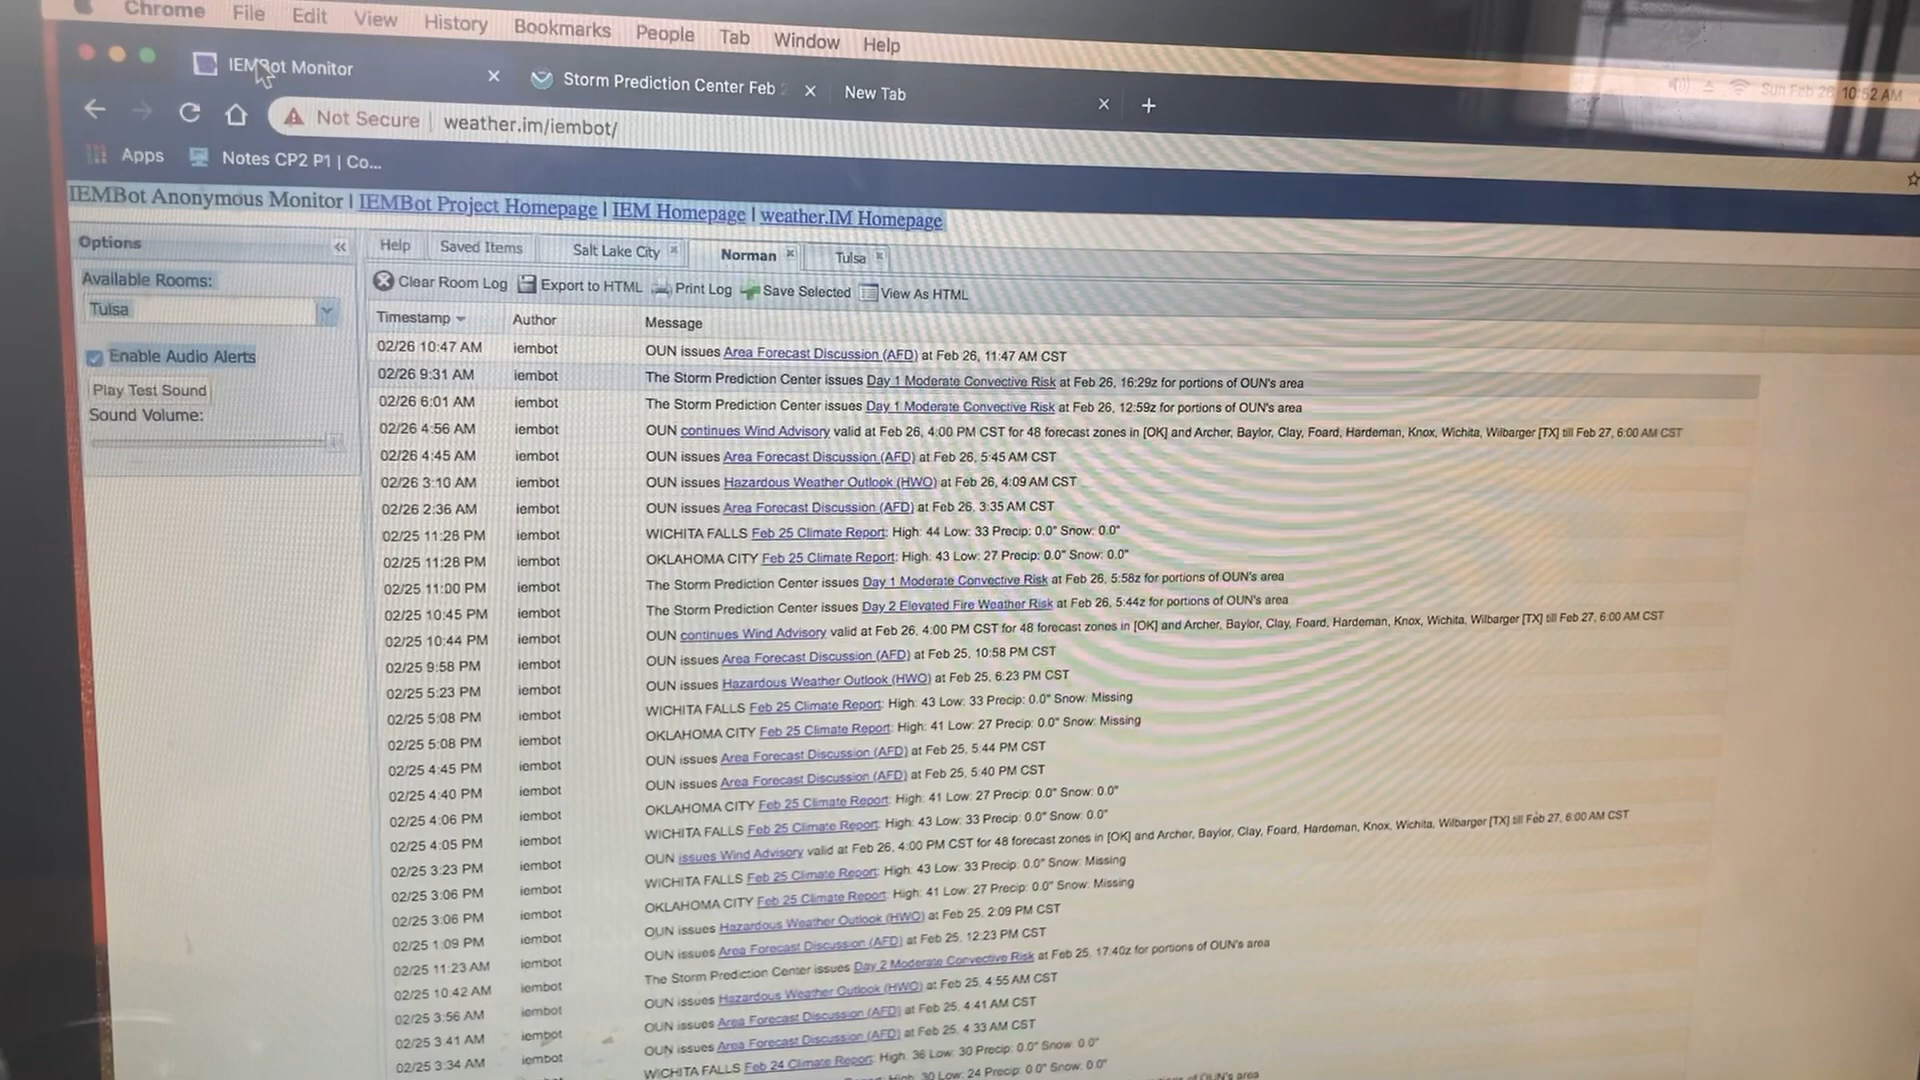 Chrome File Edit View History Bookmarks People Tab Window Help
Sun Feb 26 10:52 AM
IEMBot Monitor
Storm Prediction Center Feb
New Tab
Not Secure | weather.im/iembot/
Apps
Notes CP2 P1 | Co...
IEMBot Anonymous Monitor | IEMBot Project Homepage | IEM Homepage | weather.IM Homepage
Options
Help Saved Items Salt Lake City Norman Tulsa
Available Rooms:
Tulsa
Enable Audio Alerts
Play Test Sound
Sound Volume:
Clear Room Log Export to HTML Print Log Save Selected View As HTML
Timestamp Author Message
02/26 10:47 AM iembot OUN issues Area Forecast Discussion (AFD) at Feb 26, 11:47 AM CST
02/26 9:31 AM iembot The Storm Prediction Center issues Day 1 Moderate Convective Risk at Feb 26, 16:29z for portions of OUN's area
02/26 6:01 AM iembot The Storm Prediction Center issues Day 1 Moderate Convective Risk at Feb 26, 12:59z for portions of OUN's area
02/26 4:56 AM iembot OUN continues Wind Advisory valid at Feb 26, 4:00 PM CST for 48 forecast zones in [OK] and Archer, Baylor, Clay, Foard, Hardeman, Knox, Wichita, Wilbarger [TX] till Feb 27, 6:00 AM CST
02/26 4:45 AM iembot OUN issues Area Forecast Discussion (AFD) at Feb 26, 5:45 AM CST
02/26 3:10 AM iembot OUN issues Hazardous Weather Outlook (HWO) at Feb 26, 4:09 AM CST
02/26 2:36 AM iembot OUN issues Area Forecast Discussion (AFD) at Feb 26, 3:35 AM CST
02/25 11:28 PM iembot WICHITA FALLS Feb 25 Climate Report: High: 44 Low: 33 Precip: 0.0" Snow: 0.0"
02/25 11:28 PM iembot OKLAHOMA CITY Feb 25 Climate Report: High: 43 Low: 27 Precip: 0.0" Snow: 0.0"
02/25 11:00 PM iembot The Storm Prediction Center issues Day 1 Moderate Convective Risk at Feb 26, 5:58z for portions of OUN's area
02/25 10:45 PM iembot The Storm Prediction Center issues Day 2 Elevated Fire Weather Risk at Feb 26, 5:44z for portions of OUN's area
02/25 10:44 PM iembot OUN continues Wind Advisory valid at Feb 26, 4:00 PM CST for 48 forecast zones in [OK] and Archer, Baylor, Clay, Foard, Hardeman, Knox, Wichita, Wilbarger [TX] till Feb 27, 6:00 AM CST
02/25 9:58 PM iembot OUN issues Area Forecast Discussion (AFD) at Feb 25, 10:58 PM CST
02/25 5:23 PM iembot OUN issues Hazardous Weather Outlook (HWO) at Feb 25, 6:23 PM CST
02/25 5:08 PM iembot WICHITA FALLS Feb 25 Climate Report: High: 43 Low: 33 Precip: 0.0" Snow: Missing
02/25 5:08 PM iembot OKLAHOMA CITY Feb 25 Climate Report: High: 41 Low: 27 Precip: 0.0" Snow: Missing
02/25 4:45 PM iembot OUN issues Area Forecast Discussion (AFD) at Feb 25, 5:44 PM CST
02/25 4:40 PM iembot OUN issues Area Forecast Discussion (AFD) at Feb 25, 5:40 PM CST
02/25 4:06 PM iembot OKLAHOMA CITY Feb 25 Climate Report: High: 41 Low: 27 Precip: 0.0" Snow: 0.0"
02/25 4:05 PM iembot WICHITA FALLS Feb 25 Climate Report: High: 43 Low: 33 Precip: 0.0" Snow: 0.0"
02/25 3:23 PM iembot OUN issues Wind Advisory valid at Feb 26, 4:00 PM CST for 48 forecast zones in [OK] and Archer, Baylor, Clay, Foard, Hardeman, Knox, Wichita, Wilbarger [TX] till Feb 27, 6:00 AM CST
02/25 3:06 PM iembot WICHITA FALLS Feb 25 Climate Report: High: 43 Low: 33 Precip: 0.0" Snow: Missing
02/25 3:06 PM iembot OKLAHOMA CITY Feb 25 Climate Report: High: 41 Low: 27 Precip: 0.0" Snow: Missing
02/25 1:09 PM iembot OUN issues Hazardous Weather Outlook (HWO) at Feb 25, 2:09 PM CST
02/25 11:23 AM iembot OUN issues Area Forecast Discussion (AFD) at Feb 25, 12:23 PM CST
02/25 10:42 AM iembot The Storm Prediction Center issues Day 2 Moderate Convective Risk at Feb 25, 17:40z for portions of OUN's area
02/25 3:56 AM iembot OUN issues Hazardous Weather Outlook (HWO) at Feb 25, 4:55 AM CST
02/25 3:41 AM iembot OUN issues Area Forecast Discussion (AFD) at Feb 25, 4:41 AM CST
02/25 3:34 AM iembot OUN issues Area Forecast Discussion (AFD) at Feb 25, 4:33 AM CST
WICHITA FALLS Feb 24 Climate Report: High: 36 Low: 30 Precip: 0.0" Snow: 0.0"
High: 30 Low: 24 Precip: 0.0" Snow: 0.0"
of OUN's area